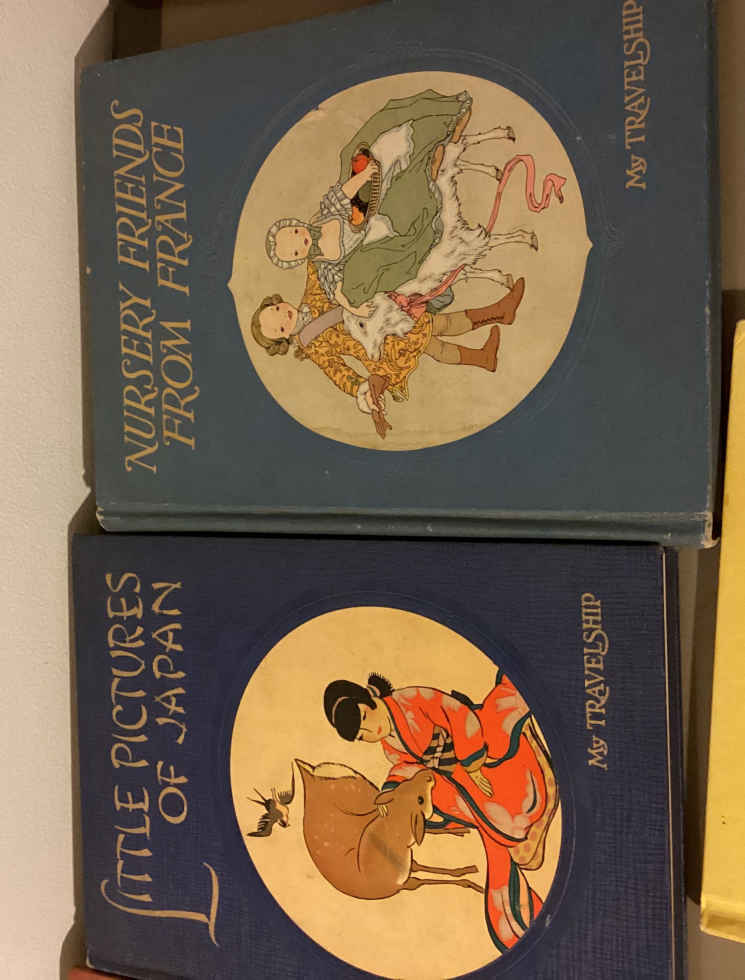 NURSERY FRIENDS
FROM FRANCE
My TRAVELSHIP
LITTLE PICTURES
OF JAPAN
My TRAVELSHIP